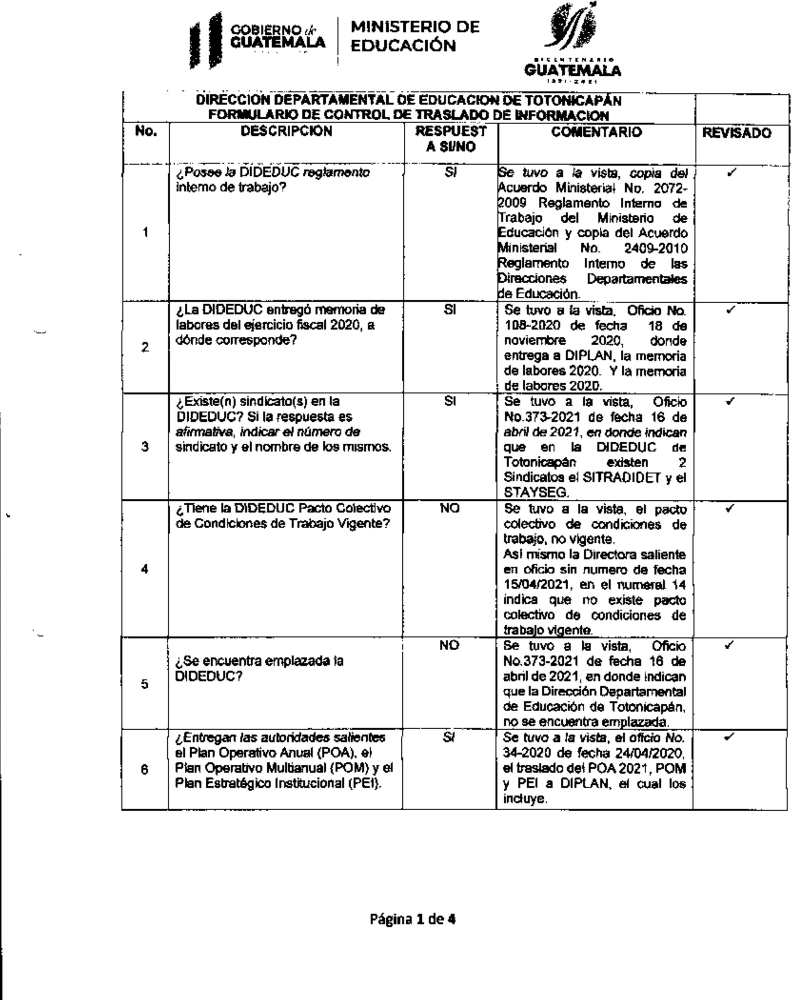 GOBIERNO de
GUATEMALA
MINISTERIO DE
EDUCACIÓN
BICENTENARIO
GUATEMALA
1821-2021
DIRECCION DEPARTAMENTAL DE EDUCACION DE TOTONICAPÁN
FORMULARIO DE CONTROL DE TRASLADO DE INFORMACION
No.
DESCRIPCION
RESPUEST
A SI/NO
COMENTARIO
REVISADO
1
¿Posee la DIDEDUC reglamento
interno de trabajo?
SI
Se tuvo a la vista, copia del
Acuerdo Ministerial No. 2072-
2009 Reglamento Interno de
Trabajo del Ministerio de
Educación y copia del Acuerdo
Ministerial No. 2409-2010
Reglamento Interno de las
Direcciones Departamentales
de Educación.
✓
2
¿La DIDEDUC entregó memoria de
labores del ejercicio fiscal 2020, a
dónde corresponde?
SI
Se tuvo a la vista, Oficio No.
108-2020 de fecha 18 de
noviembre 2020, donde
entrega a DIPLAN, la memoria
de labores 2020. Y la memoria
de labores 2020.
✓
3
¿Existe(n) sindicato(s) en la
DIDEDUC? Si la respuesta es
afirmativa, indicar el número de
sindicato y el nombre de los mismos.
SI
Se tuvo a la vista, Oficio
No.373-2021 de fecha 16 de
abril de 2021, en donde indican
que en la DIDEDUC de
Totonicapán existen 2
Sindicatos el SITRADIDET y el
STAYSEG.
✓
4
¿Tiene la DIDEDUC Pacto Colectivo
de Condiciones de Trabajo Vigente?
NO
Se tuvo a la vista, el pacto
colectivo de condiciones de
trabajo, no vigente.
Así mismo la Directora saliente
en oficio sin numero de fecha
15/04/2021, en el numeral 14
indica que no existe pacto
colectivo de condiciones de
trabajo vigente.
✓
5
¿Se encuentra emplazada la
DIDEDUC?
NO
Se tuvo a la vista, Oficio
No.373-2021 de fecha 16 de
abril de 2021, en donde indican
que la Dirección Departamental
de Educación de Totonicapán,
no se encuentra emplazada.
✓
6
¿Entregan las autoridades salientes
el Plan Operativo Anual (POA), el
Plan Operativo Multianual (POM) y el
Plan Estratégico Institucional (PEI).
SI
Se tuvo a la vista, el oficio No.
34-2020 de fecha 24/04/2020,
el traslado del POA 2021, POM
y PEI a DIPLAN, el cual los
incluye.
✓
Página 1 de 4